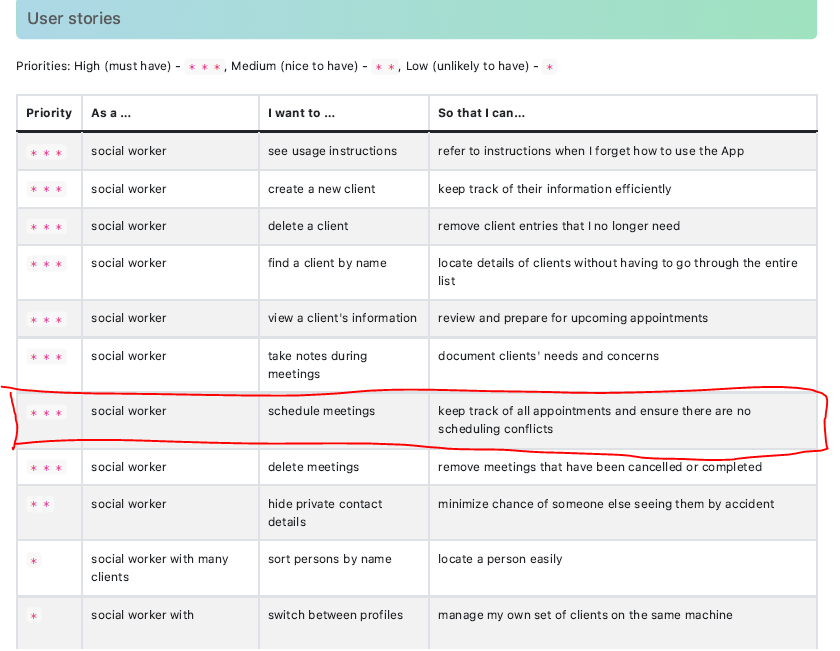 User stories
Priorities: High (must have) - * * *, Medium (nice to have) - * *, Low (unlikely to have) - *
Priority As a ... I want to ... So that I can...
* * * social worker see usage instructions refer to instructions when I forget how to use the App
* * * social worker create a new client keep track of their information efficiently
* * * social worker delete a client remove client entries that I no longer need
* * * social worker find a client by name locate details of clients without having to go through the entire
list
* * * social worker view a client's information review and prepare for upcoming appointments
* * * social worker take notes during document clients' needs and concerns
meetings
* * * social worker schedule meetings keep track of all appointments and ensure there are no
scheduling conflicts
* * * social worker delete meetings remove meetings that have been cancelled or completed
* * social worker hide private contact minimize chance of someone else seeing them by accident
details
* social worker with many sort persons by name locate a person easily
clients
* social worker with switch between profiles manage my own set of clients on the same machine